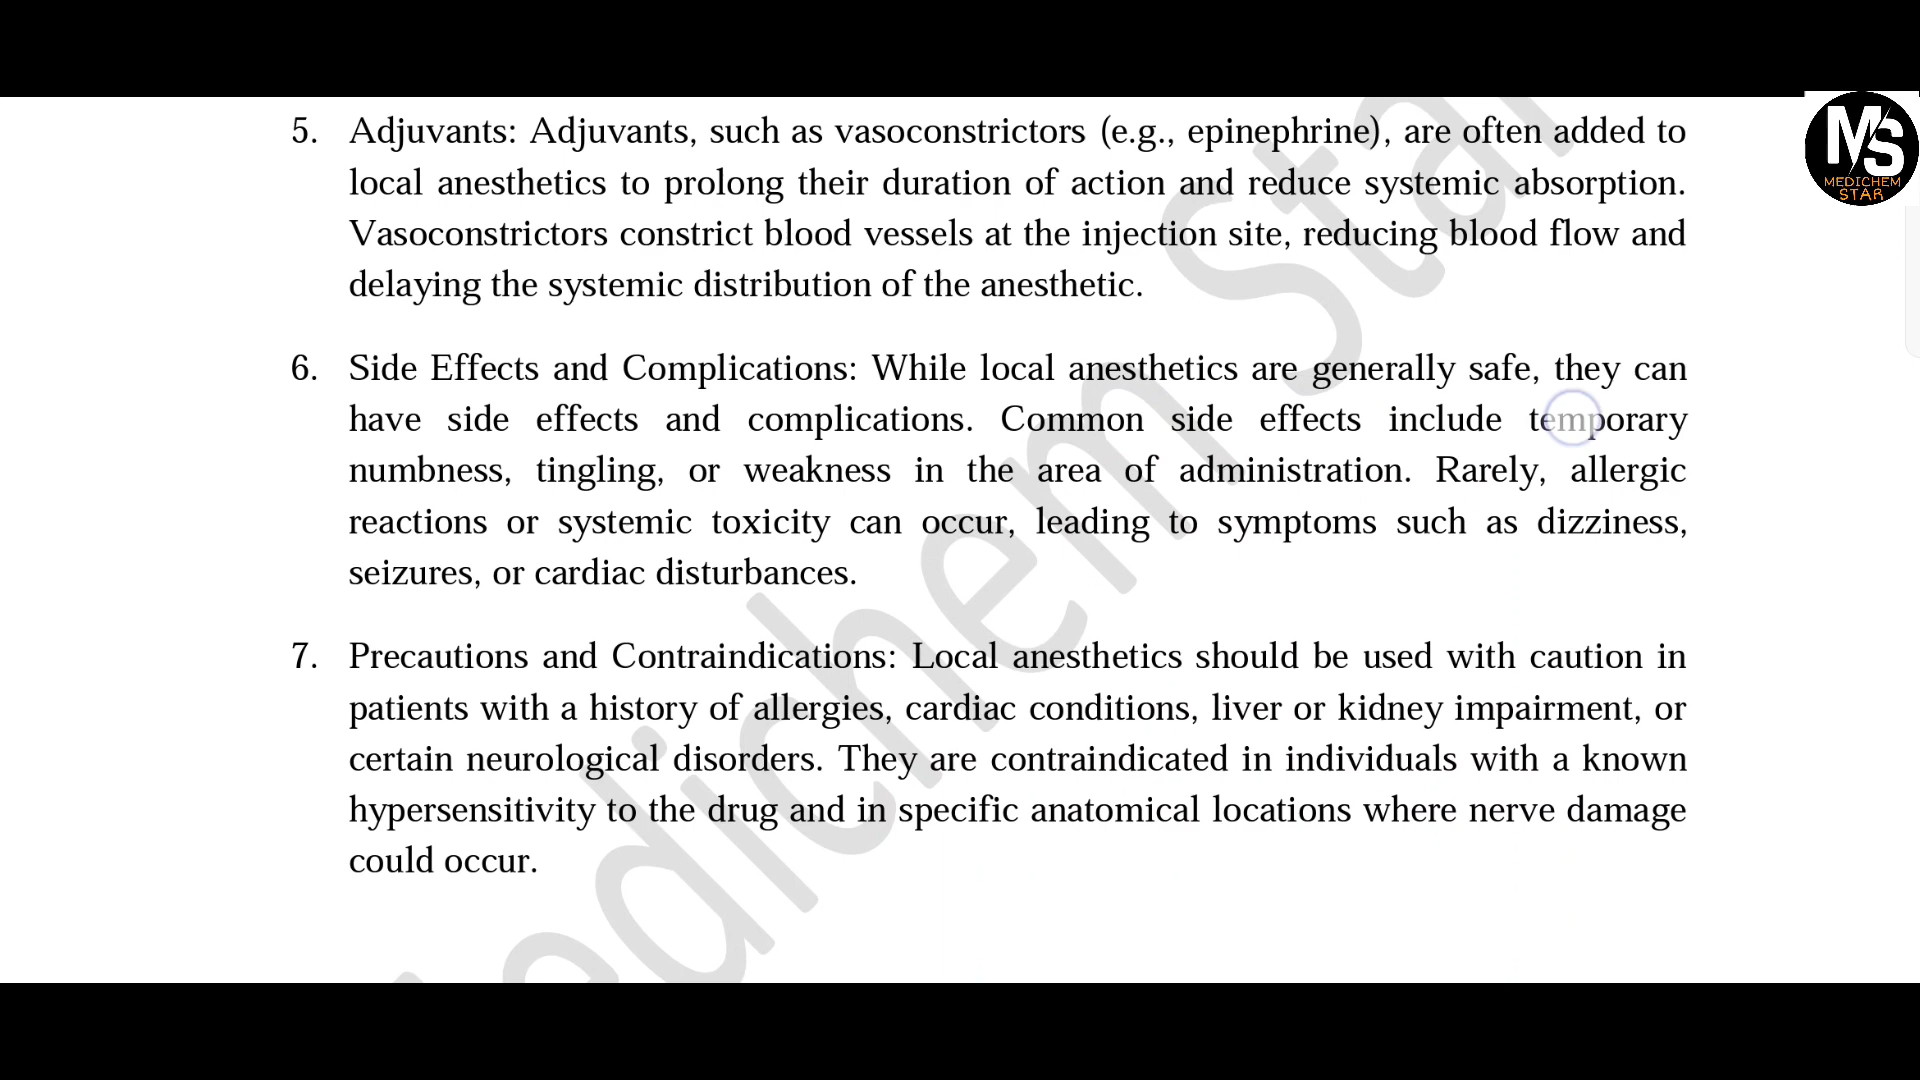 5. Adjuvants: Adjuvants, such as vasoconstrictors (e.g., epinephrine), are often added to
local anesthetics to prolong their duration of action and reduce systemic absorption.
Vasoconstrictors constrict blood vessels at the injection site, reducing blood flow and
delaying the systemic distribution of the anesthetic.
6. Side Effects and Complications: While local anesthetics are generally safe, they can
have side effects and complications. Common side effects include temporary
numbness, tingling, or weakness in the area of administration. Rarely, allergic
reactions or systemic toxicity can occur, leading to symptoms such as dizziness,
seizures, or cardiac disturbances.
7. Precautions and Contraindications: Local anesthetics should be used with caution in
patients with a history of allergies, cardiac conditions, liver or kidney impairment, or
certain neurological disorders. They are contraindicated in individuals with a known
hypersensitivity to the drug and in specific anatomical locations where nerve damage
could occur.
MS
MEDICHEM
STAR
edichem Star